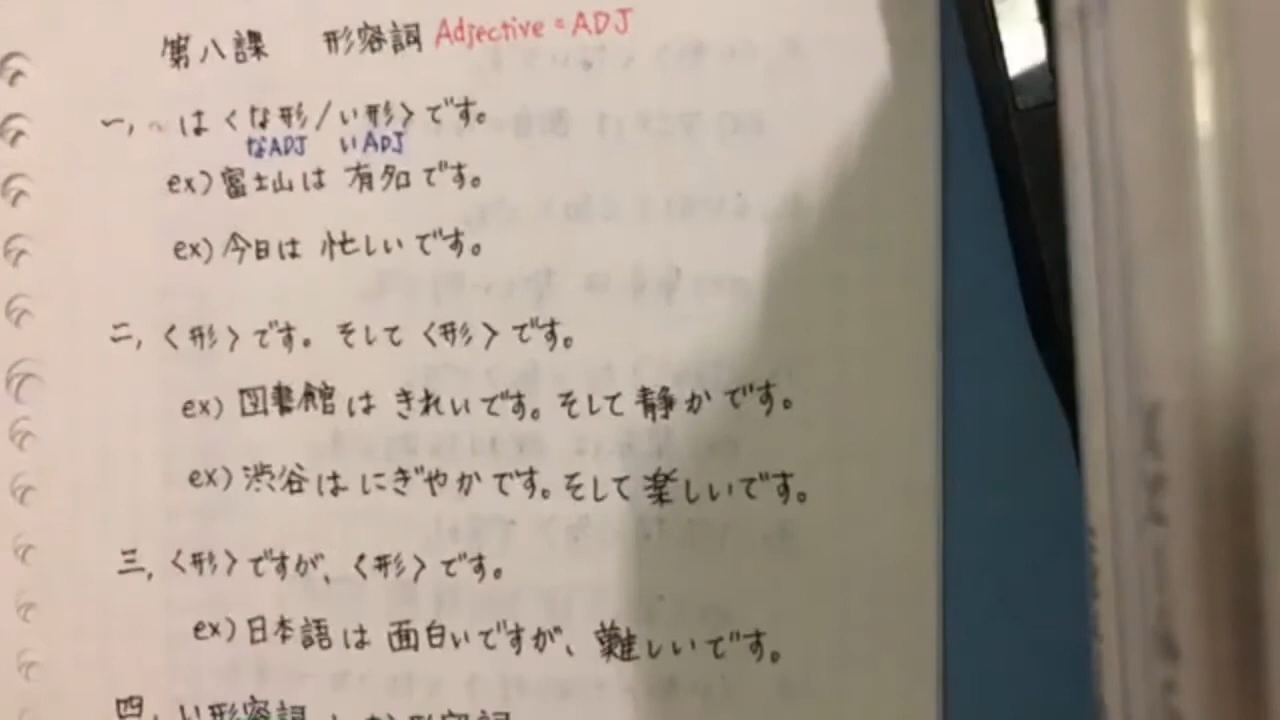 第八課 形容詞 Adjective = ADJ
一, ~は〈な形/い形〉です。
なADJ いADJ
ex) 富士山は 有名です。
ex) 今日は 忙しいです。
二, 〈形〉です。そして〈形〉です。
ex) 図書館は きれいです。そして静かです。
ex) 渋谷は にぎやかです。そして楽しいです。
三, 〈形〉ですが、〈形〉です。
ex) 日本語は 面白いですが、難しいです。
四, い形容詞